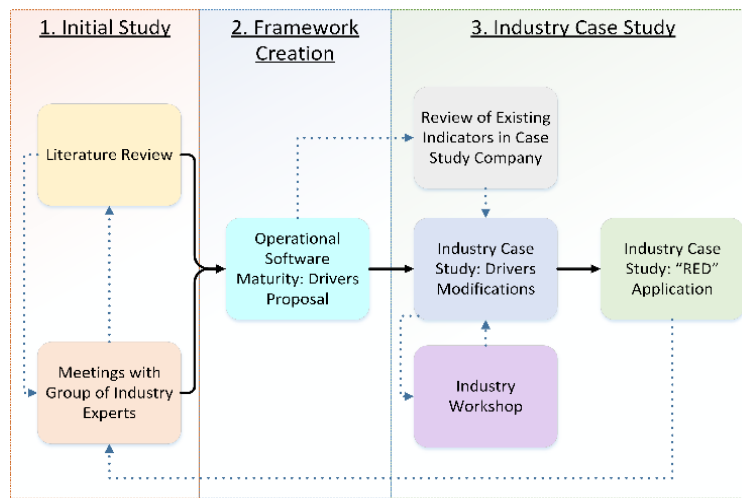 1. Initial Study
2. Framework
Creation
3. Industry Case Study
Literature Review
Meetings with
Group of Industry
Experts
Operational
Software
Maturity: Drivers
Proposal
Review of Existing
Indicators in Case
Study Company
Industry Case
Study: Drivers
Modifications
Industry
Workshop
Industry Case
Study: “RED”
Application